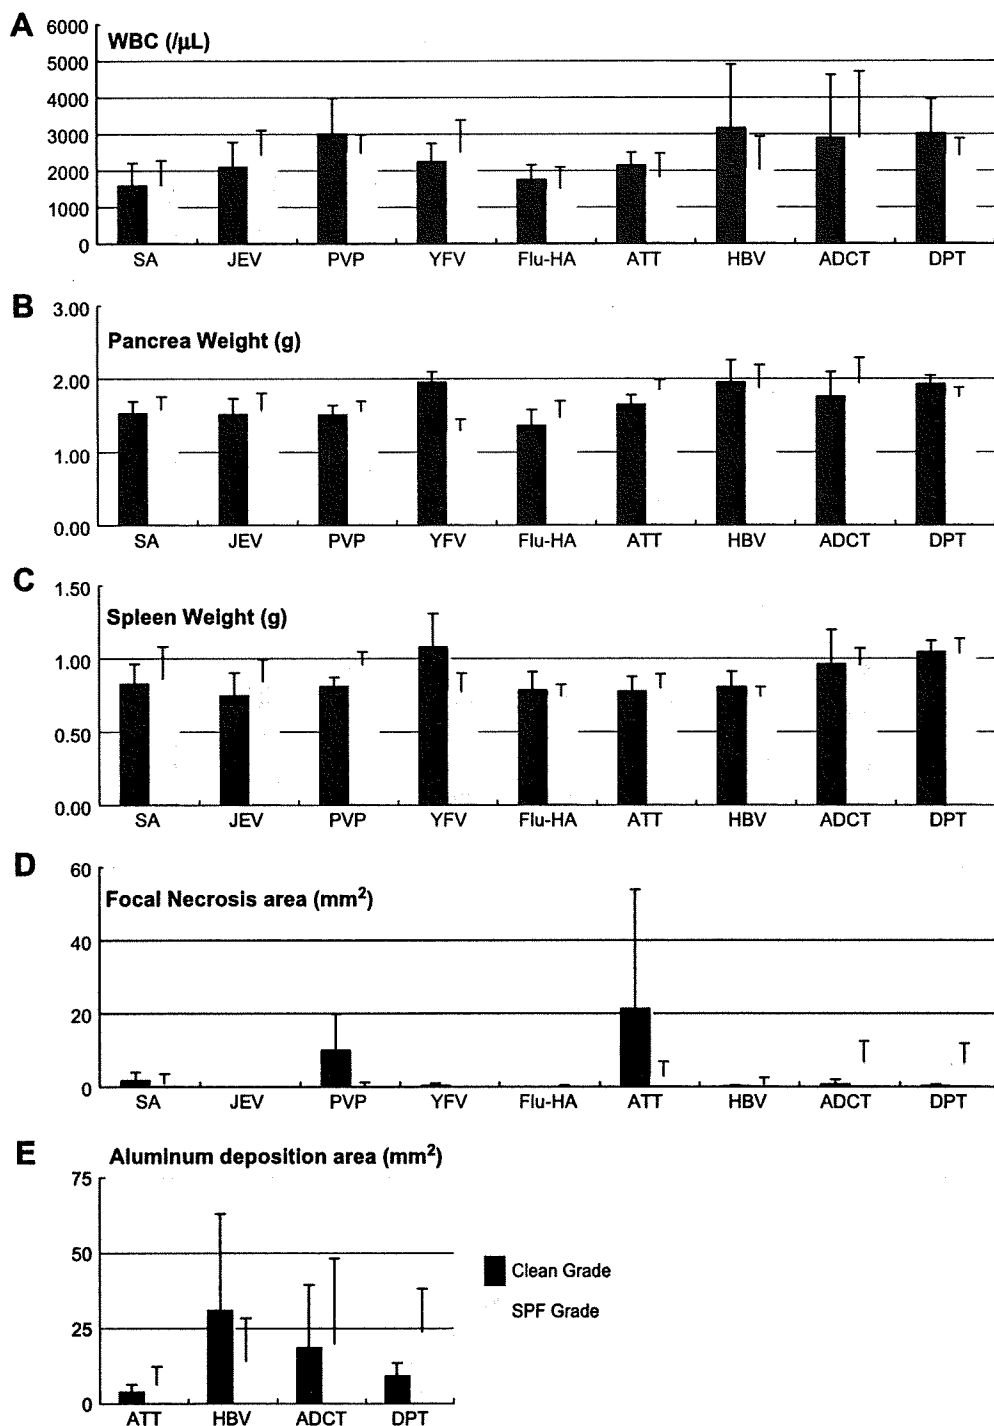 A
WBC (/µL)
6000
5000
4000
3000
2000
1000
0
SA JEV PVP YFV Flu-HA ATT HBV ADCT DPT
B
Pancrea Weight (g)
3.00
2.00
1.00
0.00
SA JEV PVP YFV Flu-HA ATT HBV ADCT DPT
C
Spleen Weight (g)
1.50
1.00
0.50
0.00
SA JEV PVP YFV Flu-HA ATT HBV ADCT DPT
D
Focal Necrosis area (mm²)
60
40
20
0
SA JEV PVP YFV Flu-HA ATT HBV ADCT DPT
E
Aluminum deposition area (mm²)
75
50
25
0
ATT HBV ADCT DPT
Clean Grade
SPF Grade